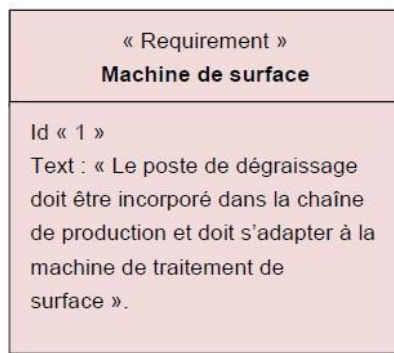 « Requirement »
Machine de surface
Id « 1 »
Text : « Le poste de dégraissage
doit être incorporé dans la chaîne
de production et doit s’adapter à la
machine de traitement de
surface ».